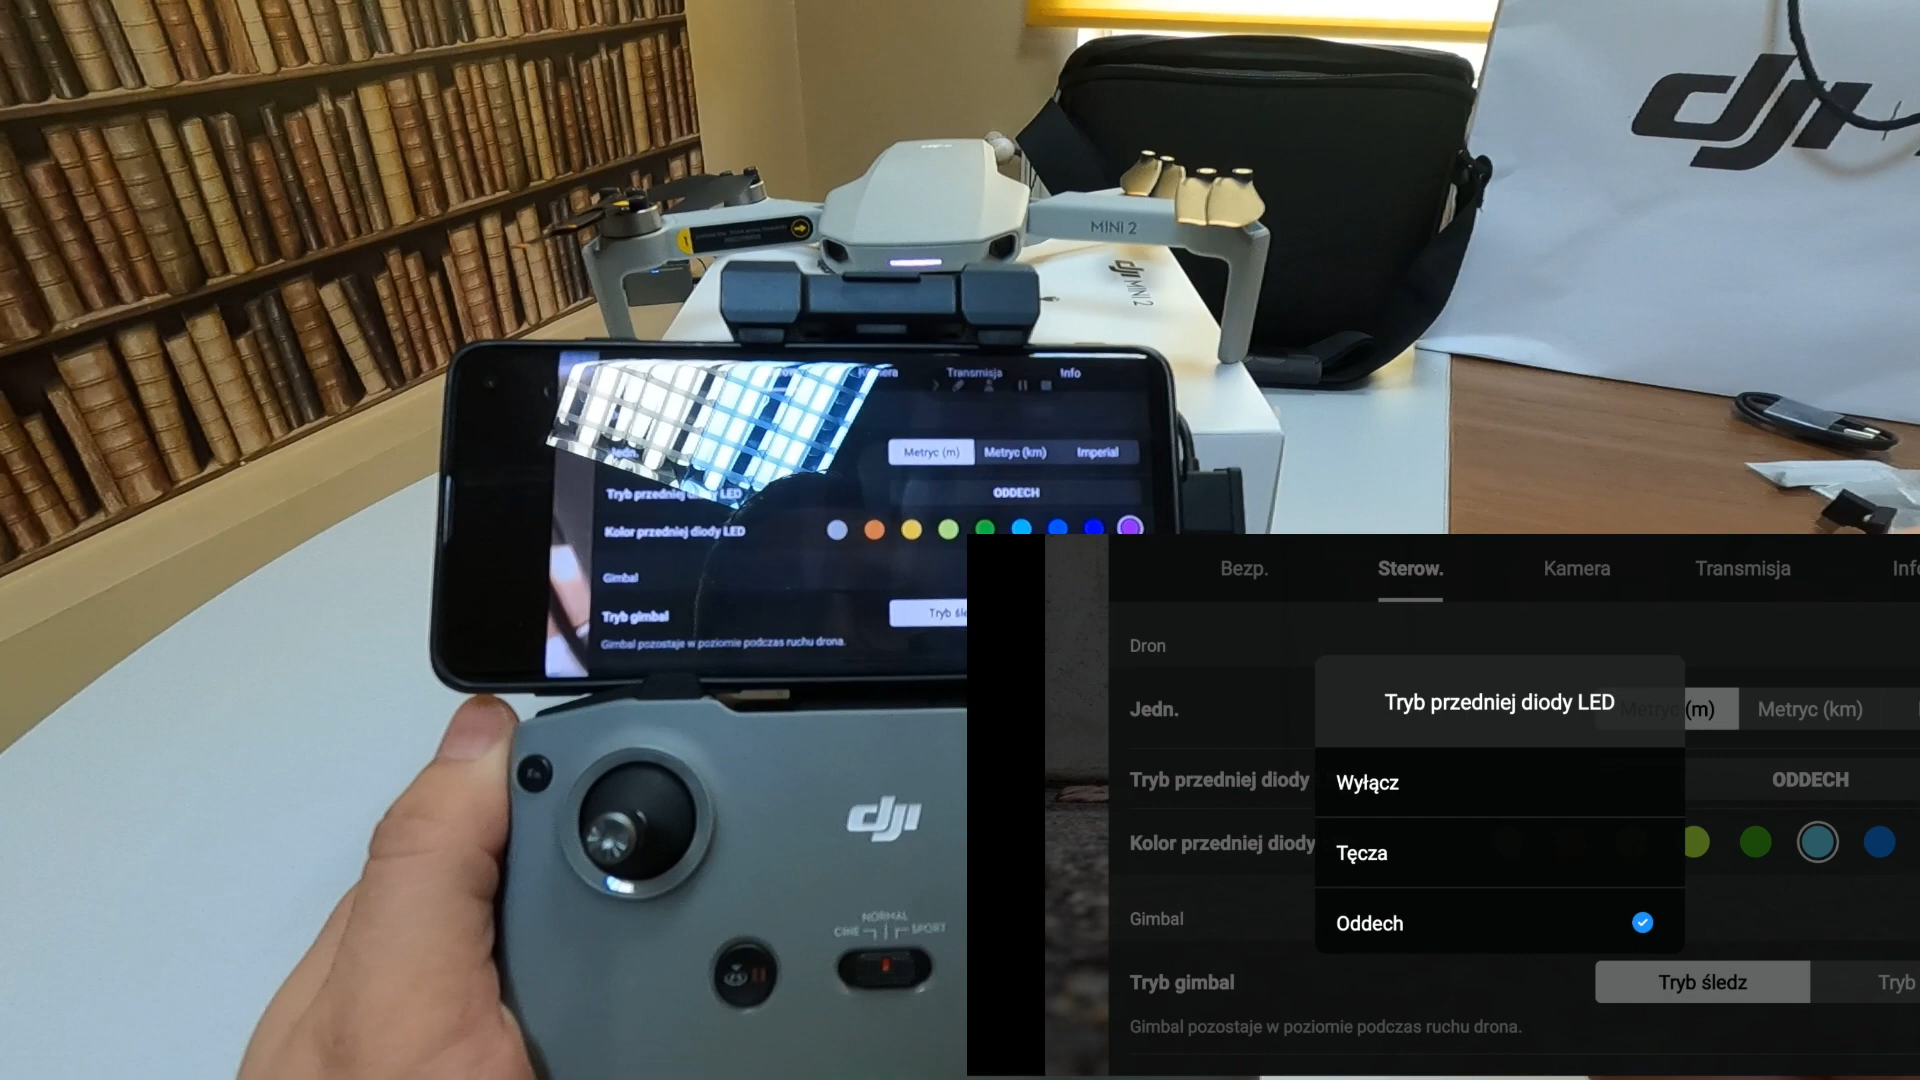 dji
MINI 2
dji MINI 2
Transmisja
Info
Jedn.
Metryc (m)
Metryc (km)
Imperial
LED
ODDECH
Kolor przedniej diody LED
Gimbal
Tryb gimbal
Gimbal pozostaje w poziomie podczas ruchu drona.
Fn
dji
NORMAL
CINE
SPORT
Bezp.
Sterow.
Kamera
Transmisja
Dron
Tryb przedniej diody LED
Jedn.
(m)
Metryc (km)
Wyłącz
Tryb przedniej diody
ODDECH
Kolor przedniej diody
Tęcza
Gimbal
Oddech
Tryb gimbal
Tryb śledz
Tryb
Gimbal pozostaje w poziomie podczas ruchu drona.